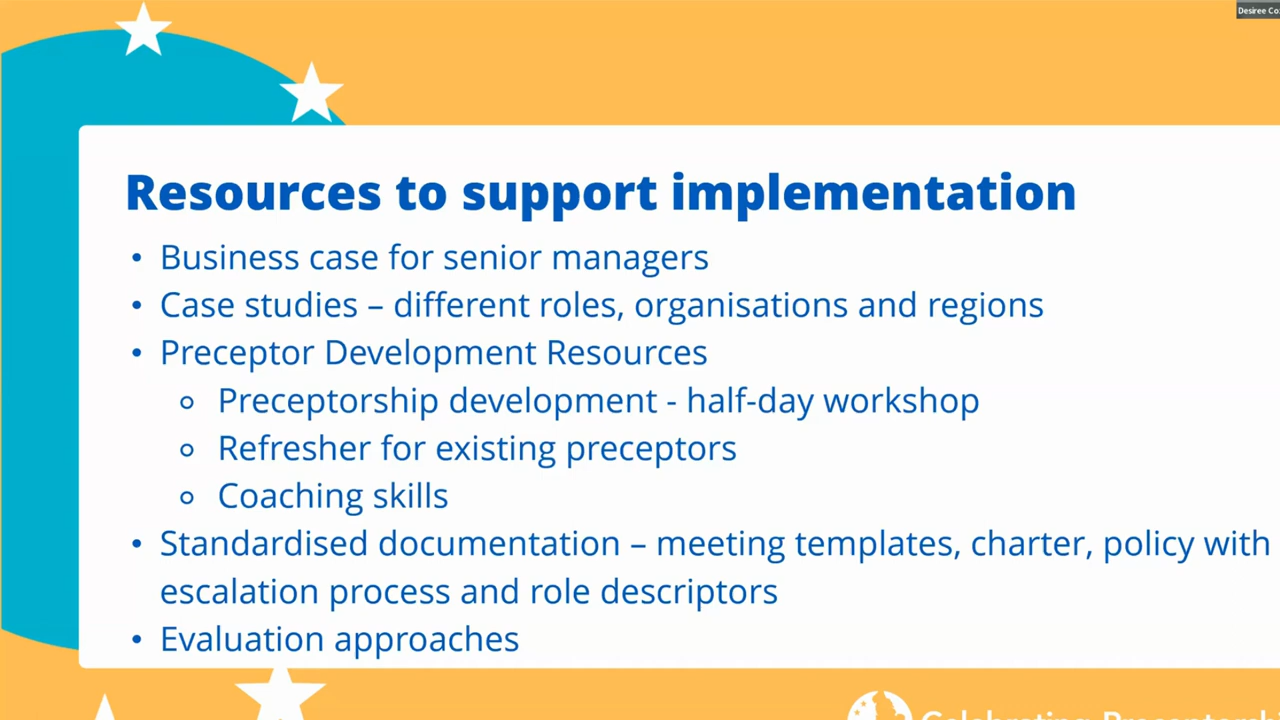 Desiree Co
Resources to support implementation
• Business case for senior managers
• Case studies – different roles, organisations and regions
• Preceptor Development Resources
○ Preceptorship development - half-day workshop
○ Refresher for existing preceptors
○ Coaching skills
• Standardised documentation – meeting templates, charter, policy with
escalation process and role descriptors
• Evaluation approaches